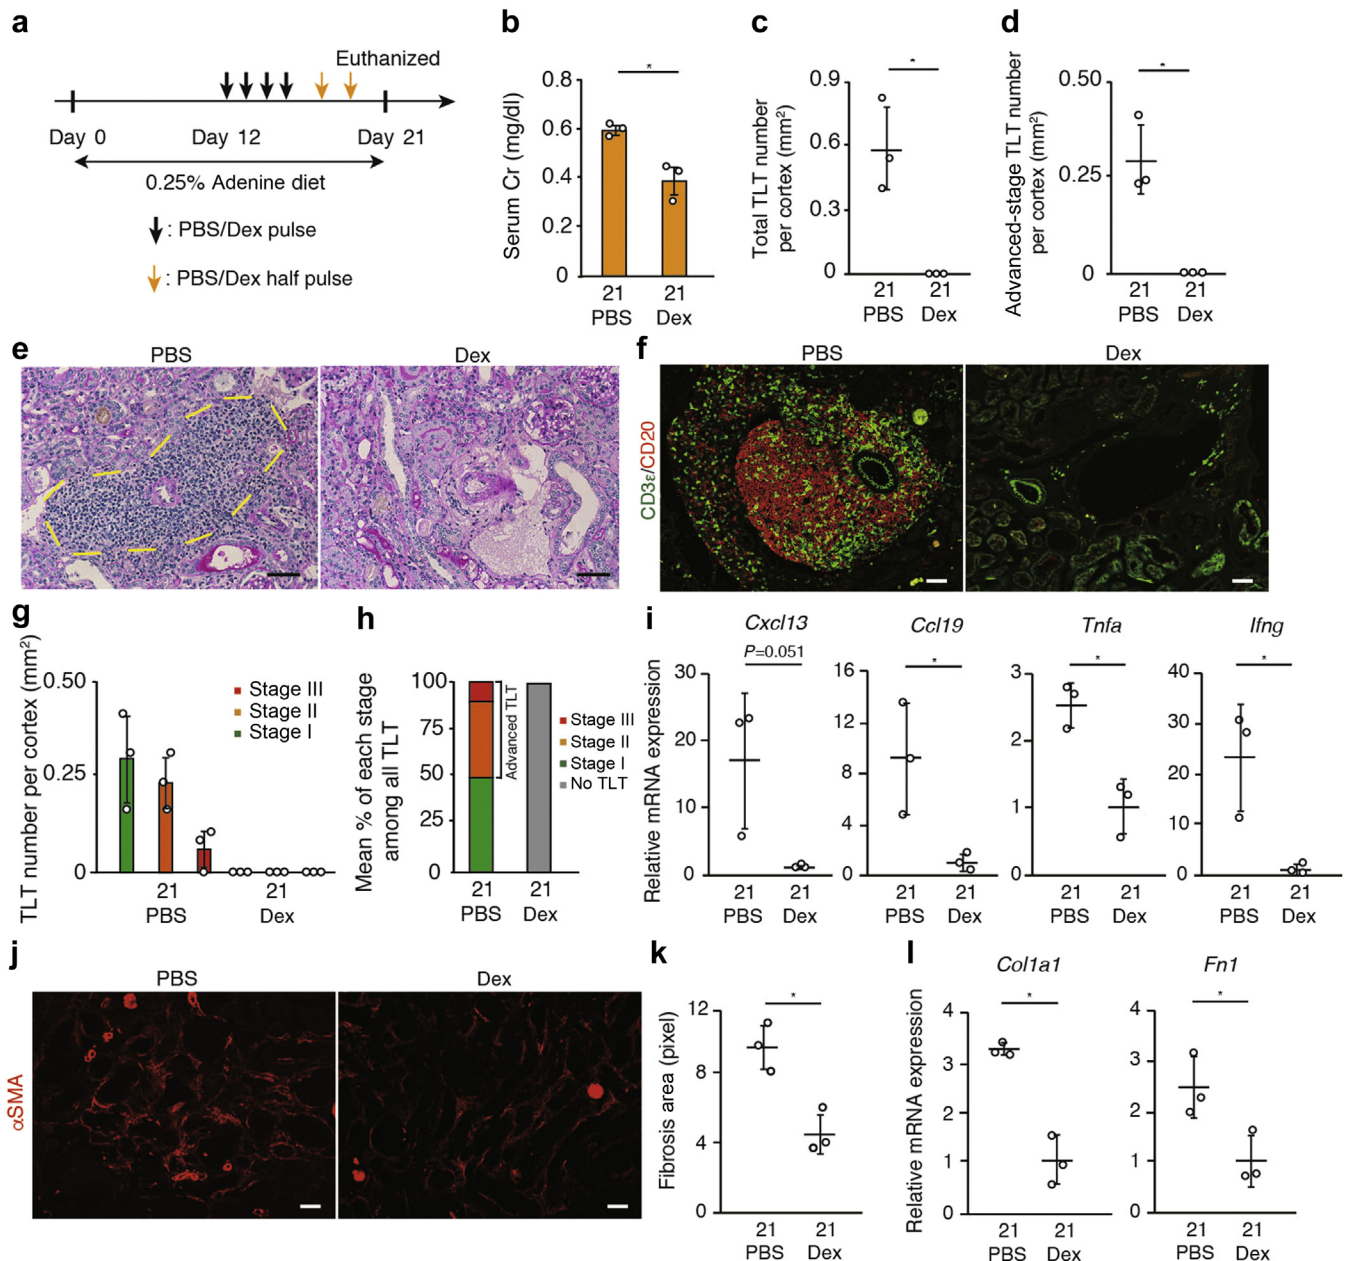 a
Euthanized
Day 0
Day 12
Day 21
0.25% Adenine diet
: PBS/Dex pulse
: PBS/Dex half pulse
b
*
Serum Cr (mg/dl)
0.8
0.6
0.4
0.2
0
21
PBS
21
Dex
c
*
Total TLT number
per cortex (mm²)
0.9
0.6
0.3
0
21
PBS
21
Dex
d
*
Advanced-stage TLT number
per cortex (mm²)
0.50
0.25
0
21
PBS
21
Dex
e
PBS
Dex
f
PBS
Dex
CD3ε/CD20
g
TLT number per cortex (mm²)
0.50
0.25
0
Stage III
Stage II
Stage I
21
PBS
21
Dex
h
Mean % of each stage
among all TLT
100
75
50
25
0
Advanced TLT
Stage III
Stage II
Stage I
No TLT
21
PBS
21
Dex
i
Relative mRNA expression
Cxcl13
P=0.051
30
20
10
0
21
PBS
21
Dex
Ccl19
*
16
12
8
4
0
21
PBS
21
Dex
Tnfa
*
3
2
1
0
21
PBS
21
Dex
Ifng
*
40
30
20
10
0
21
PBS
21
Dex
j
PBS
Dex
αSMA
k
*
Fibrosis area (pixel)
12
8
4
0
21
PBS
21
Dex
l
Relative mRNA expression
Col1a1
*
4
3
2
1
0
21
PBS
21
Dex
Fn1
*
4
3
2
1
0
21
PBS
21
Dex